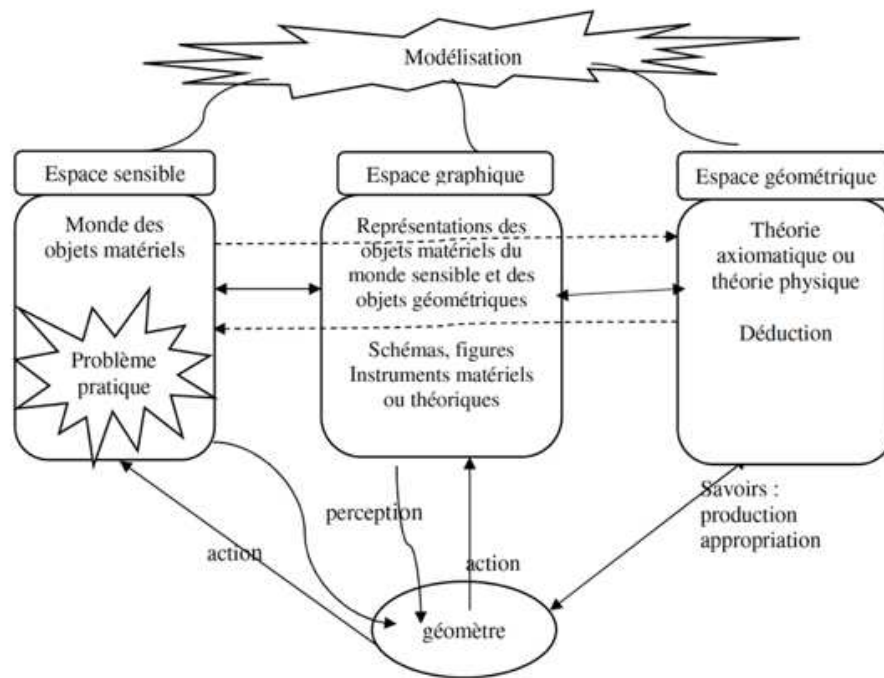 Modélisation
Espace sensible
Espace graphique
Espace géométrique
Monde des
objets matériels
Problème
pratique
Représentations des
objets matériels du
monde sensible et des
objets géométriques
Schémas, figures
Instruments matériels
ou théoriques
Théorie
axiomatique ou
théorie physique
Déduction
perception
action
action
Savoirs :
production
appropriation
géomètre